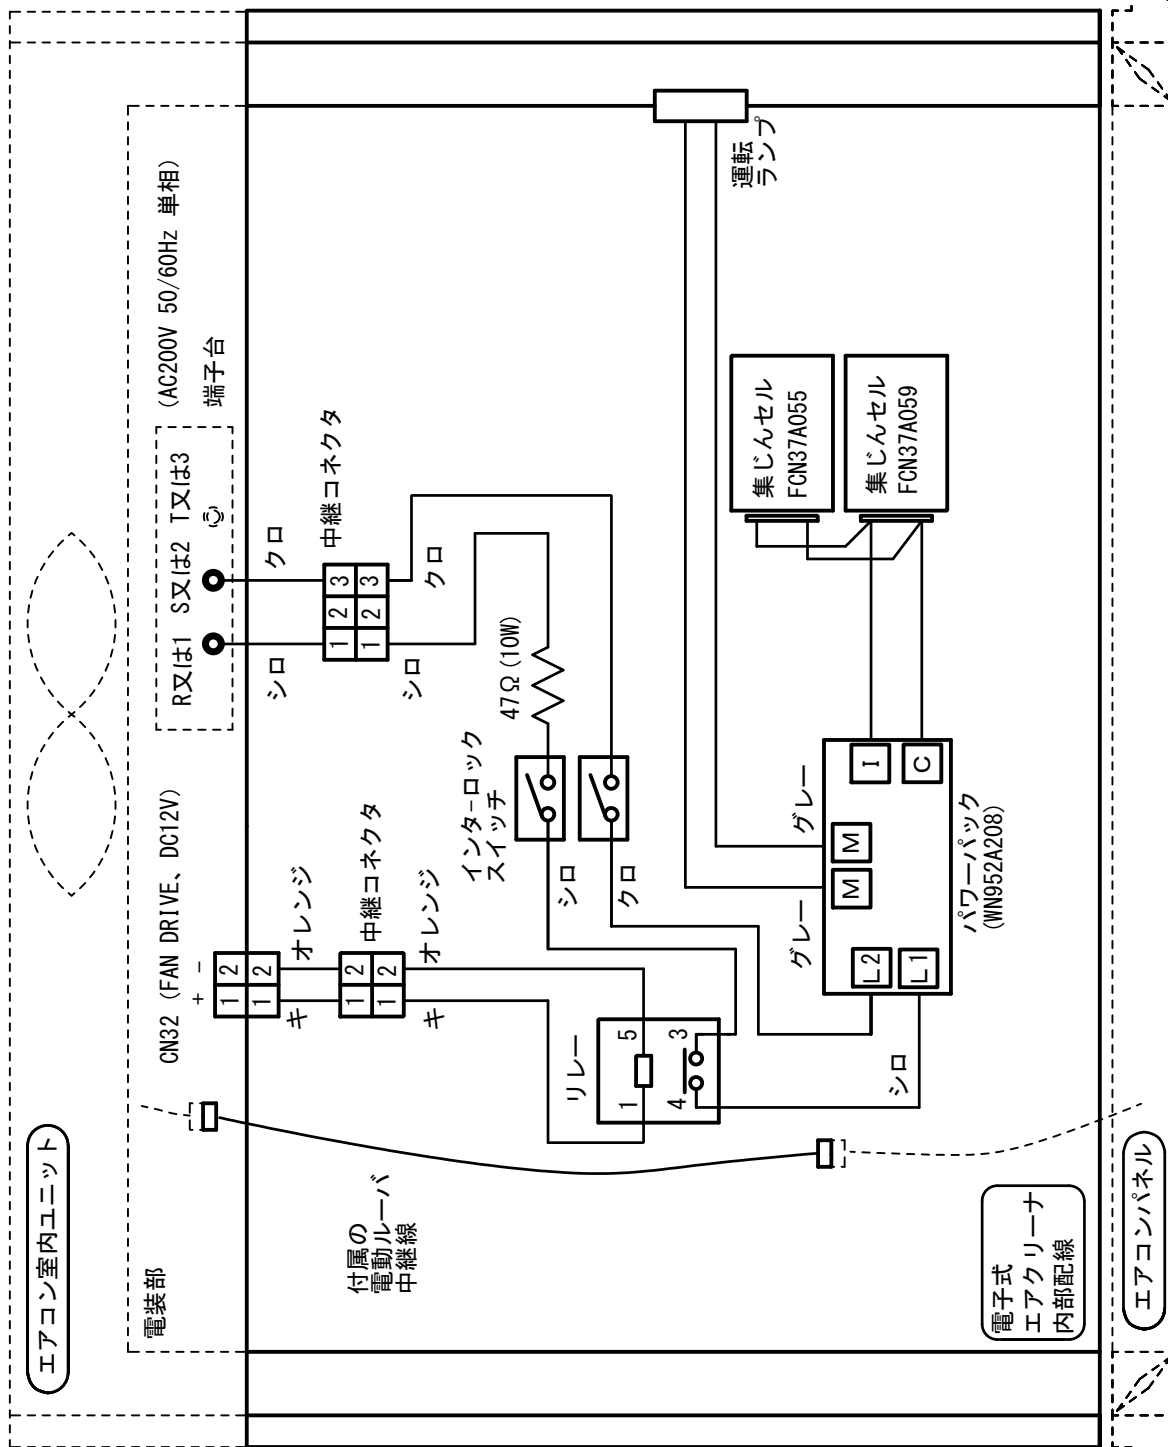 エアコン室内ユニット
電装部
CN32 (FAN DRIVE、DC12V)
+ -
1 2
1 2
キ
オレンジ
中継コネクタ
1 2
1 2
キ
オレンジ
(AC200V 50/60Hz 単相)
端子台
R又は1 S又は2 T又は3
シロ
クロ
中継コネクタ
1 2 3
1 2 3
シロ
クロ
47Ω(10W)
インターロック
スイッチ
シロ
クロ
リレー
1 5
4 3
シロ
付属の
電動ルーバ
中継線
運転
ランプ
集じんセル
FCN37A055
集じんセル
FCN37A059
グレー
グレー
L2
L1
M
M
I
C
パワーパック
(WN952A208)
電子式
エアクリーナ
内部配線
エアコンパネル